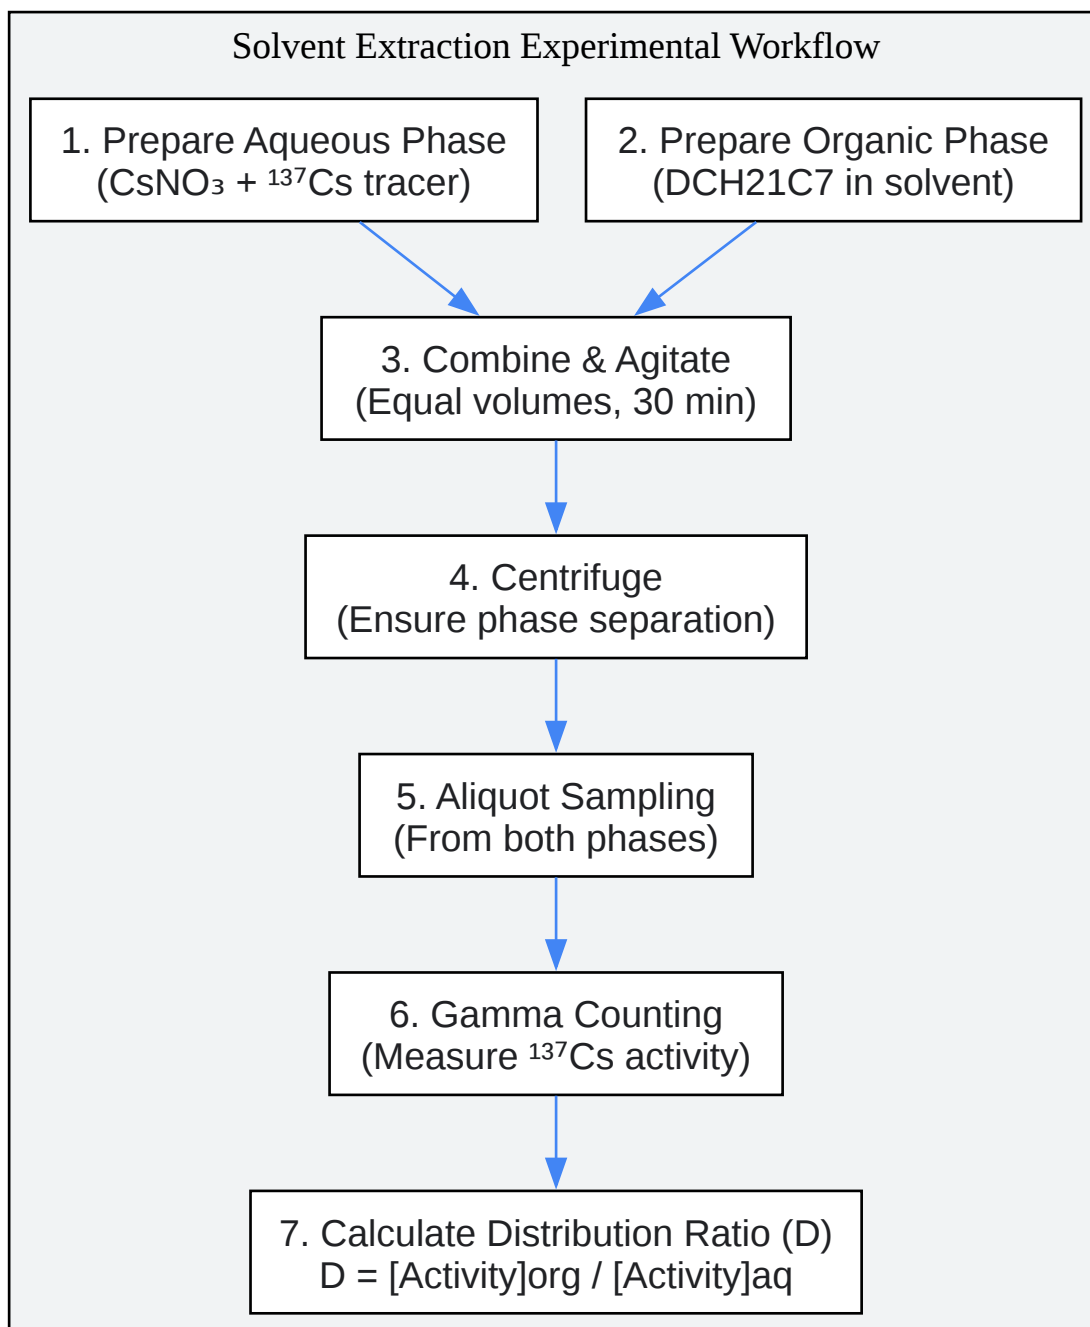 Solvent Extraction Experimental Workflow
1. Prepare Aqueous Phase
(CsNO₃ + ¹³⁷Cs tracer)
2. Prepare Organic Phase
(DCH21C7 in solvent)
3. Combine & Agitate
(Equal volumes, 30 min)
4. Centrifuge
(Ensure phase separation)
5. Aliquot Sampling
(From both phases)
6. Gamma Counting
(Measure ¹³⁷Cs activity)
7. Calculate Distribution Ratio (D)
D = [Activity]org / [Activity]aq